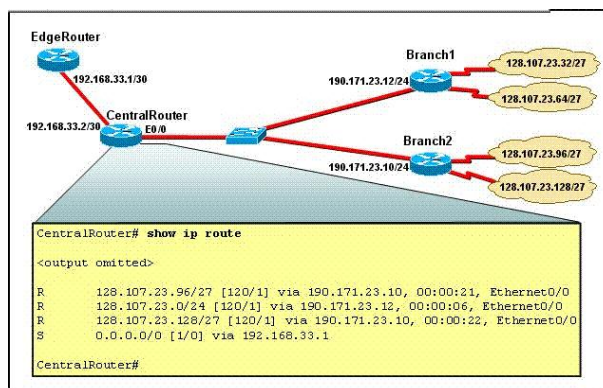 EdgeRouter
192.168.33.1/30
CentralRouter
192.168.33.2/30
E0/0
Branch1
190.171.23.12/24
128.107.23.32/27
128.107.23.64/27
Branch2
190.171.23.10/24
128.107.23.96/27
128.107.23.128/27
CentralRouter# show ip route
<output omitted>
R 128.107.23.96/27 [120/1] via 190.171.23.10, 00:00:21, Ethernet0/0
R 128.107.23.0/24 [120/1] via 190.171.23.12, 00:00:06, Ethernet0/0
R 128.107.23.128/27 [120/1] via 190.171.23.10, 00:00:22, Ethernet0/0
S 0.0.0.0/0 [1/0] via 192.168.33.1
CentralRouter#